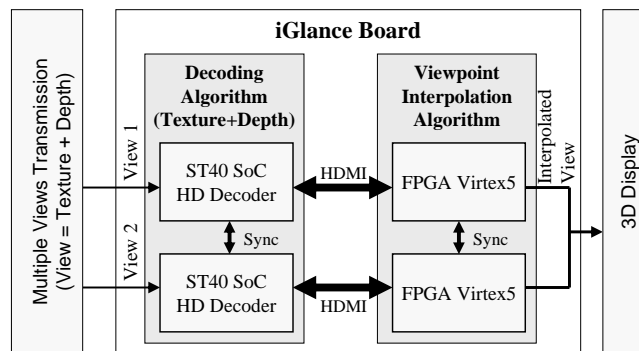 iGlance Board
Multiple Views Transmission
(View = Texture + Depth)
View 1
View 2
Decoding
Algorithm
(Texture+Depth)
ST40 SoC
HD Decoder
Sync
ST40 SoC
HD Decoder
HDMI
HDMI
Viewpoint
Interpolation
Algorithm
FPGA Virtex5
Sync
FPGA Virtex5
Interpolated
View
3D Display